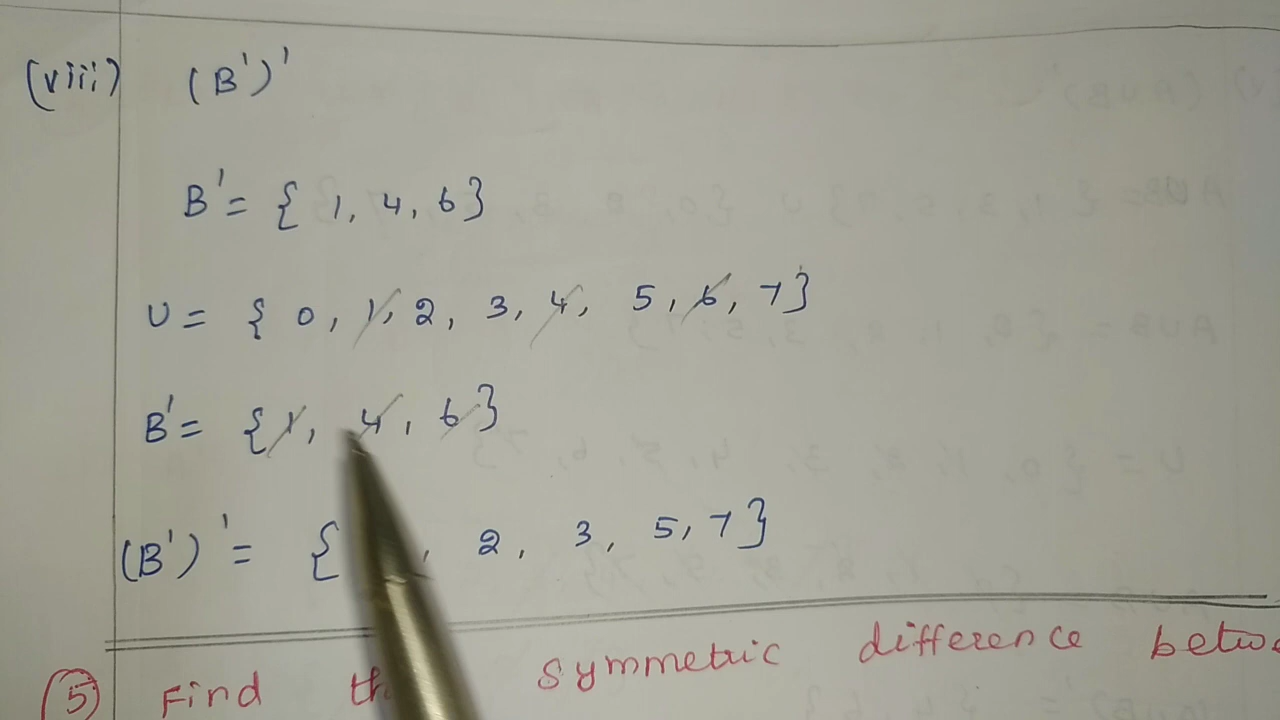 (viii) (B')'
B' = { 1, 4, 6}
U = { 0, 1, 2, 3, 4, 5, 6, 7}
B' = { 1, 4, 6}
(B')' = { , 2, 3, 5, 7}
5 Find symmetric difference